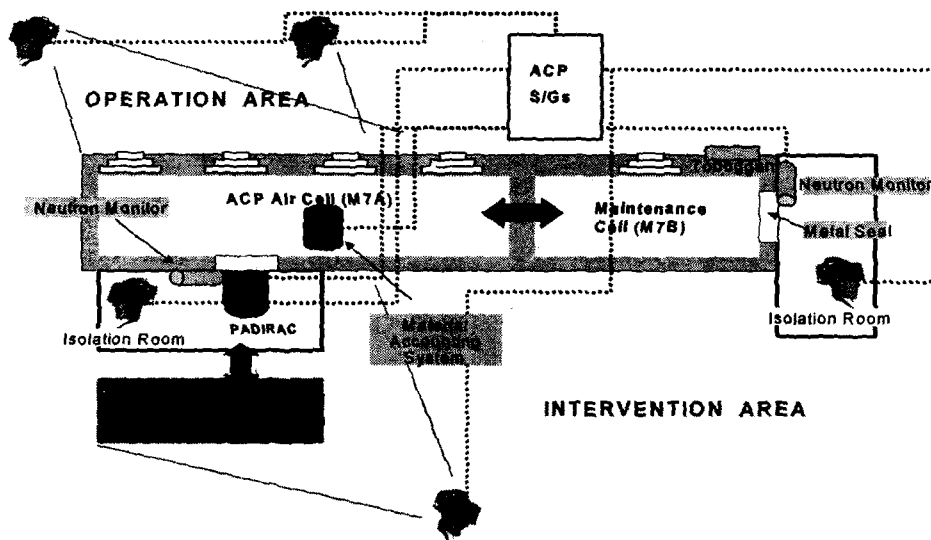 ACP
S/Gs
OPERATION AREA
Toboggan
Neutron Monitor
ACP Air Cell (M7A)
Neutron Monitor
Maintenance
Cell (M7B)
Metal Seal
Isolation Room
PADIRAC
Material
Accounting
System
Isolation Room
INTERVENTION AREA